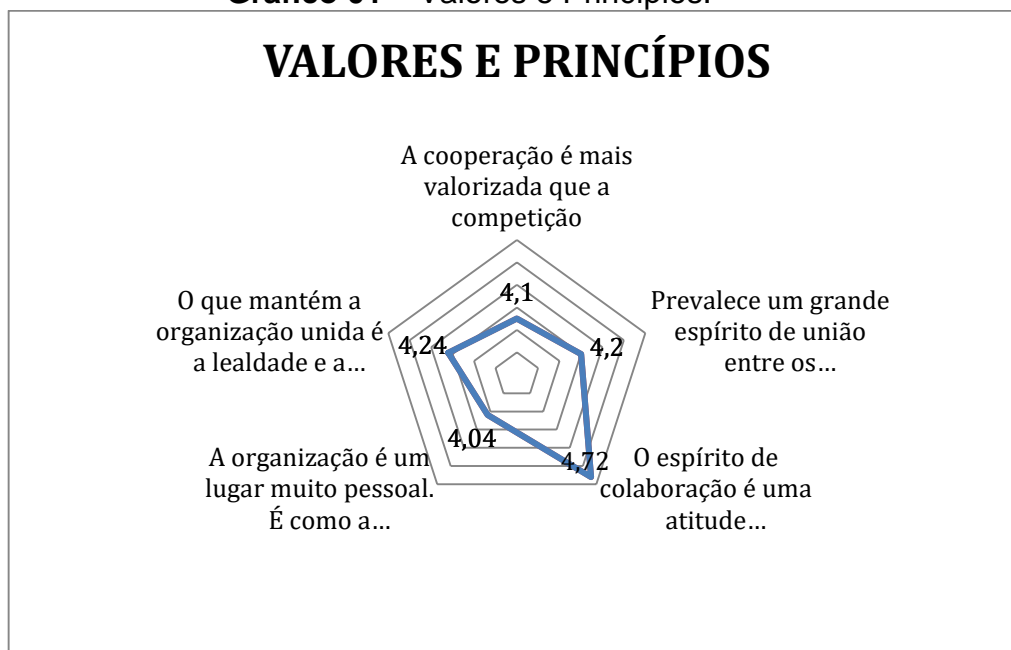 VALORES E PRINCÍPIOS
A cooperação é mais
valorizada que a
competição
4,1
Prevalece um grande
espírito de união
entre os...
4,2
O espírito de
colaboração é uma
atitude...
4,72
A organização é um
lugar muito pessoal.
É como a...
4,04
O que mantém a
organização unida é
a lealdade e a...
4,24